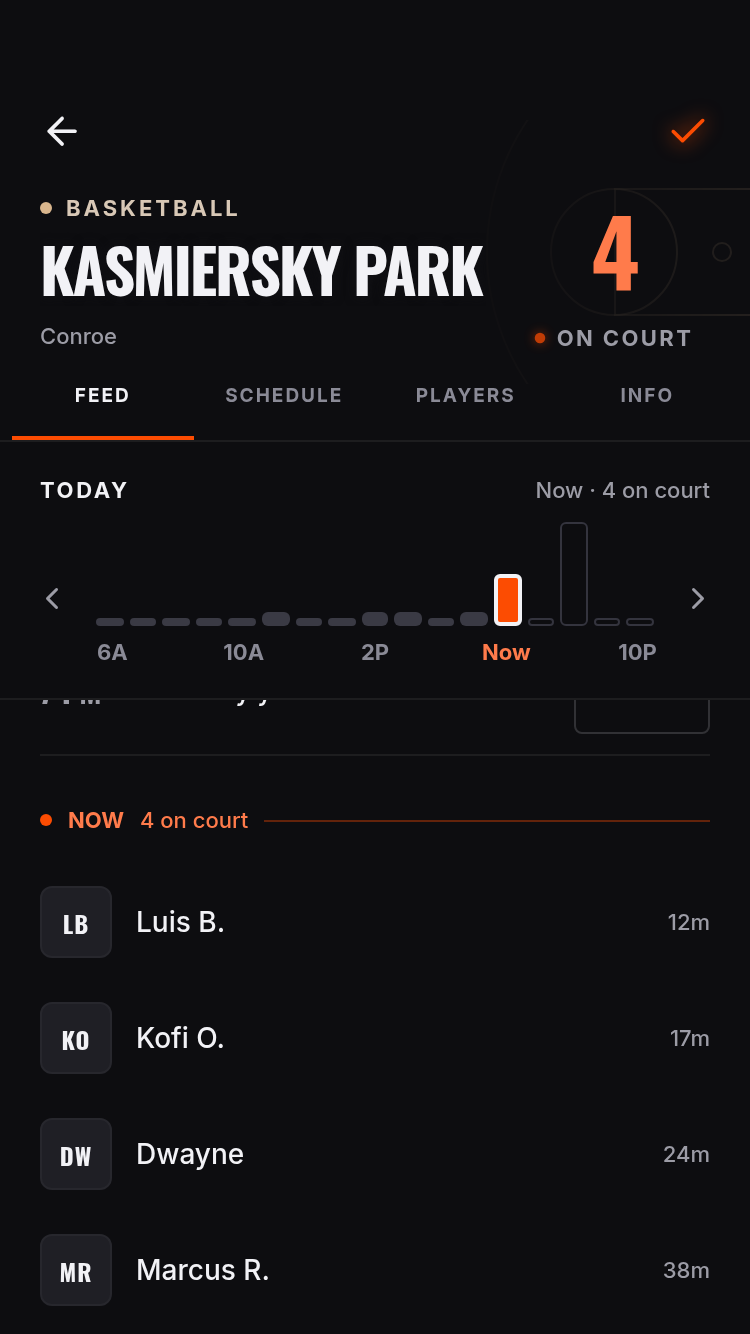 BASKETBALL
KASMIERSKY PARK
4
Conroe
ON COURT
FEED SCHEDULE PLAYERS INFO
TODAY Now · 4 on court
6A 10A 2P Now 10P
NOW 4 on court
LB Luis B. 12m
KO Kofi O. 17m
DW Dwayne 24m
MR Marcus R. 38m